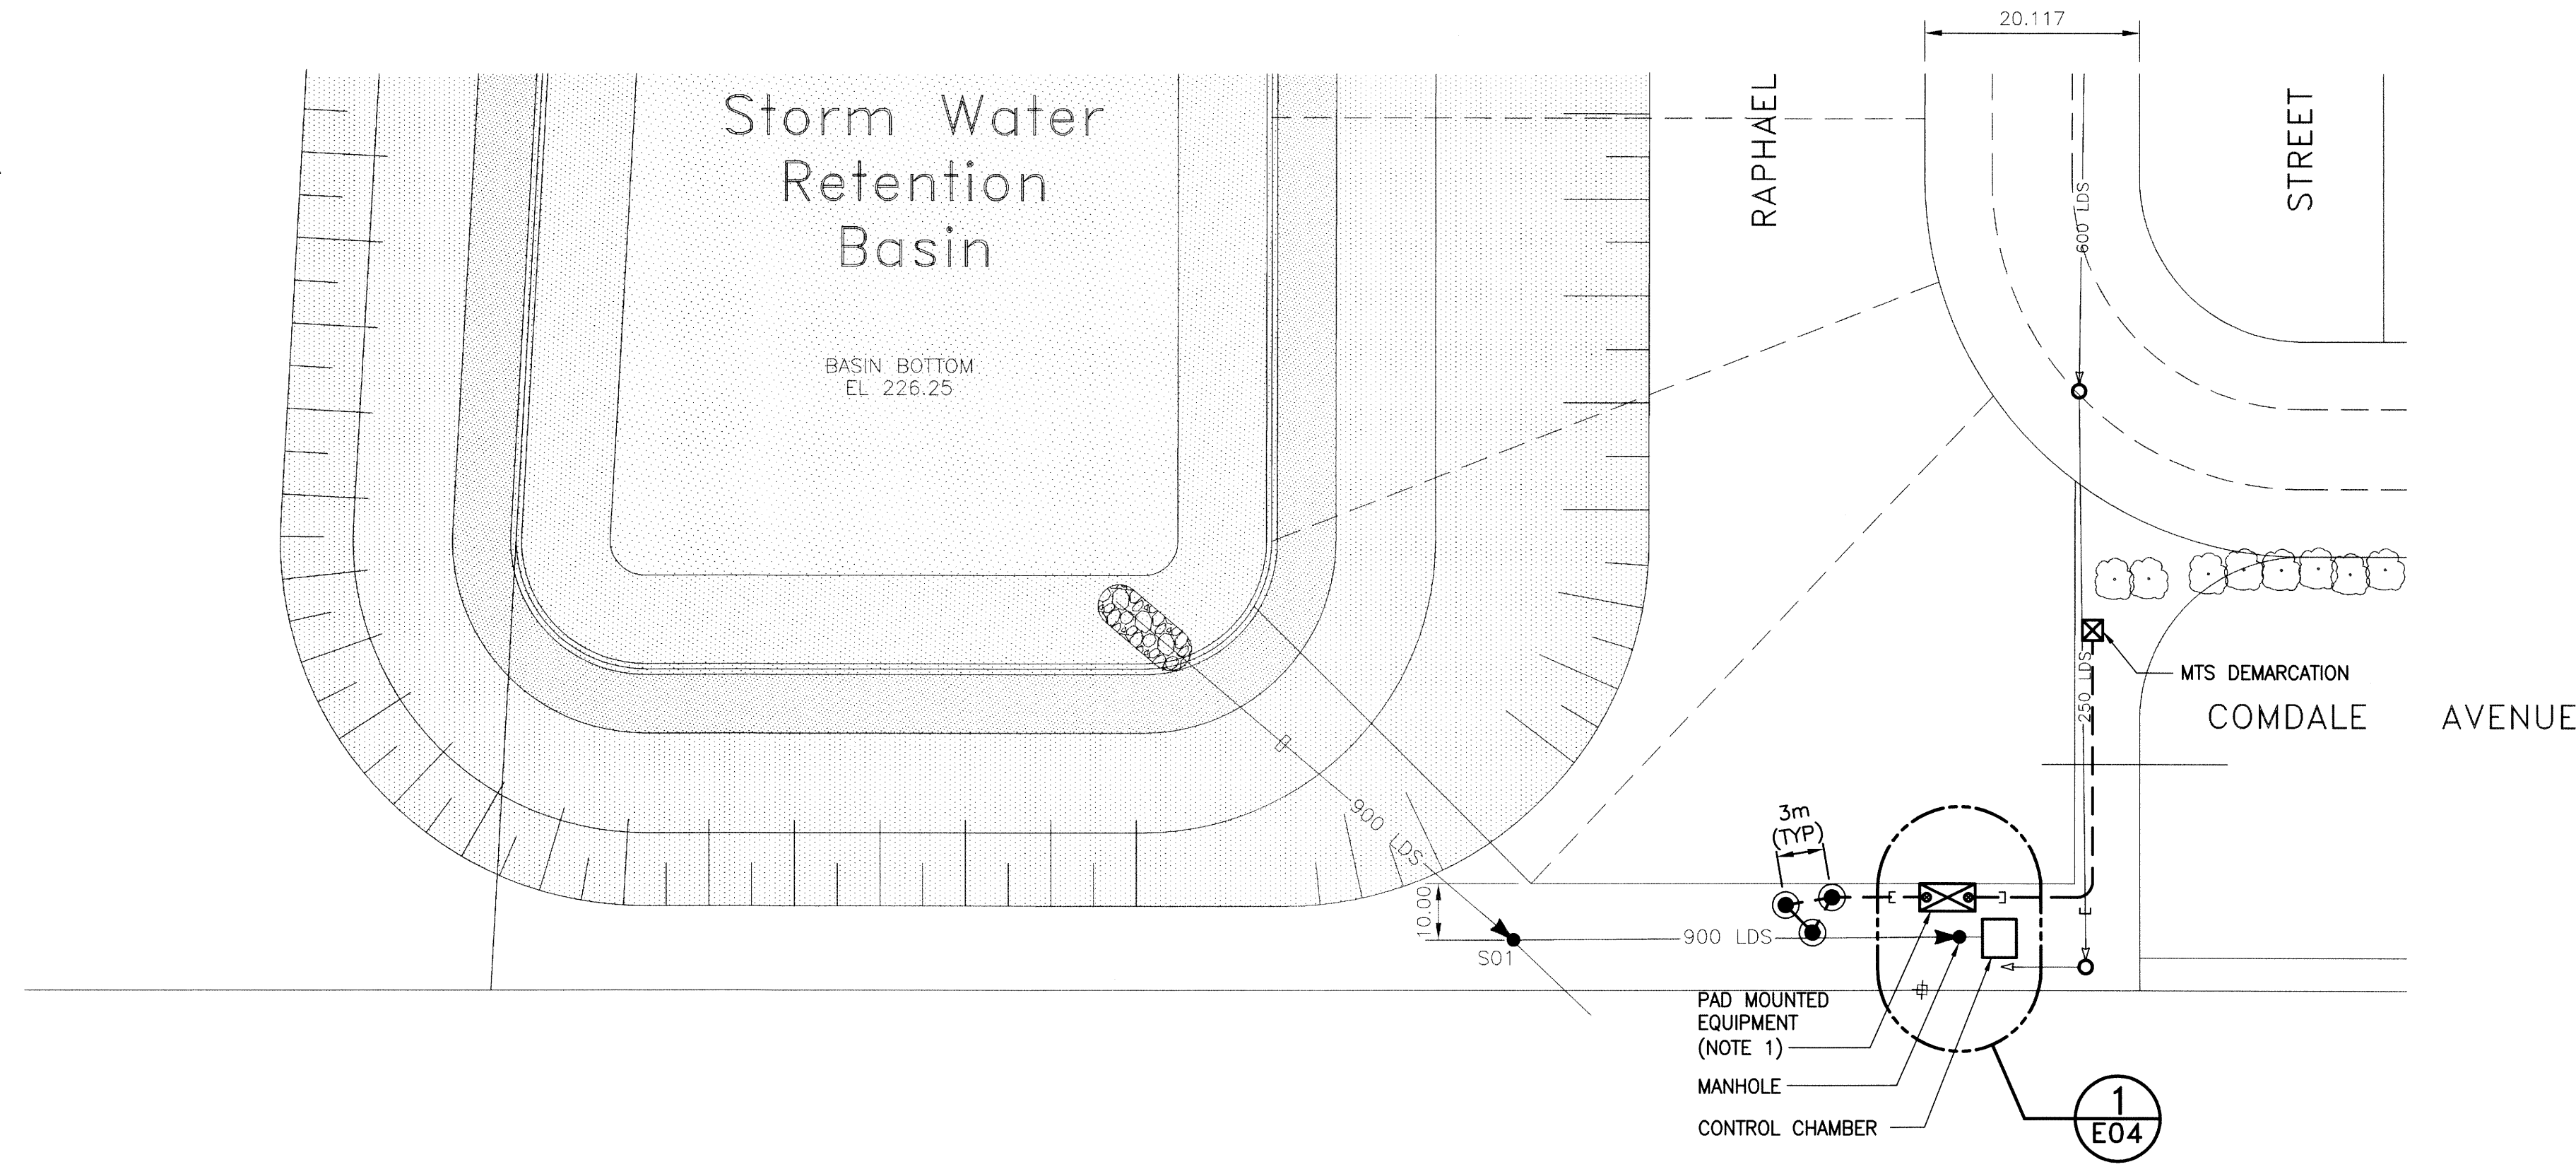 20.117
Storm Water
Retention
Basin
RAPHAEL
STREET
600 LDS
BASIN BOTTOM
EL 226.25
MTS DEMARCATION
250 LDS
COMDALE AVENUE
3m
(TYP)
900 LDS
10.00
S01
900 LDS
PAD MOUNTED
EQUIPMENT
(NOTE 1)
MANHOLE
CONTROL CHAMBER
1
E04